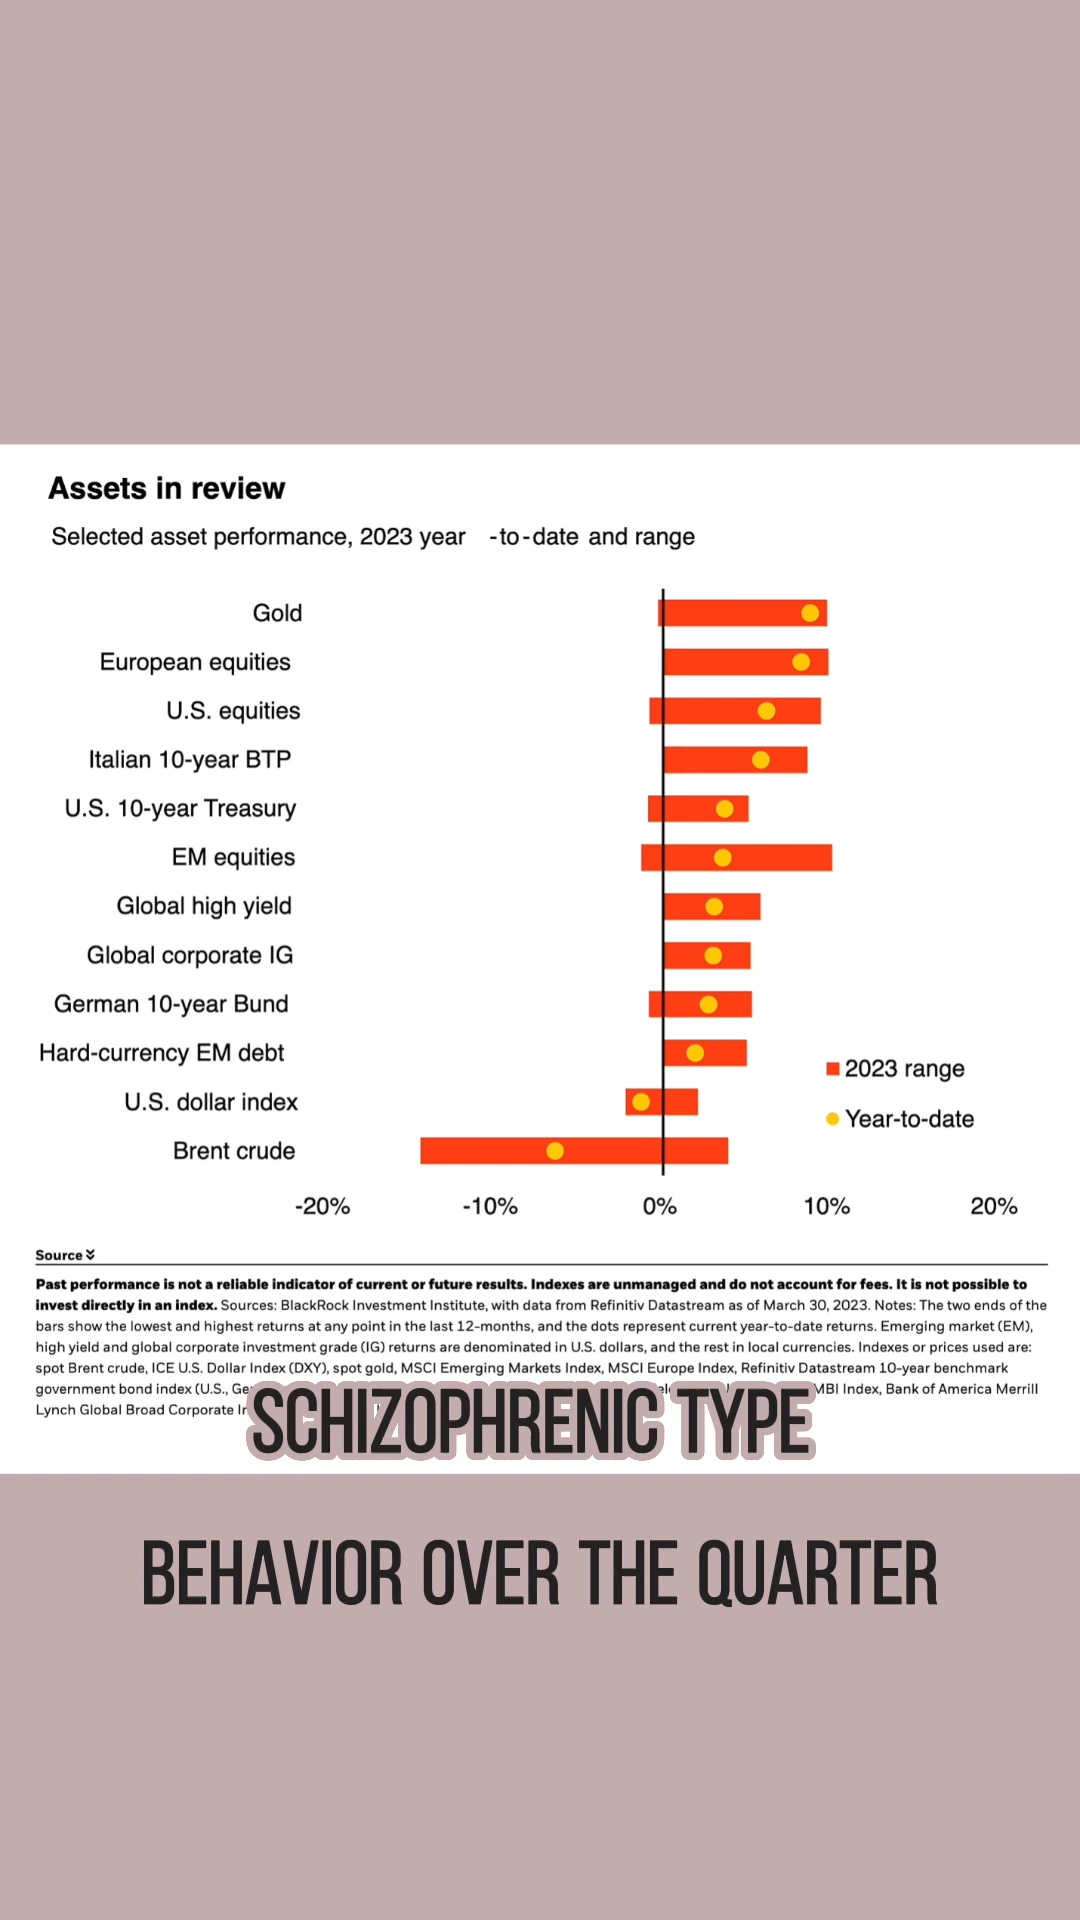 Assets in review
Selected asset performance, 2023 year -to-date and range
Gold
European equities
U.S. equities
Italian 10-year BTP
U.S. 10-year Treasury
EM equities
Global high yield
Global corporate IG
German 10-year Bund
Hard-currency EM debt
U.S. dollar index
Brent crude
2023 range
Year-to-date
-20% -10% 0% 10% 20%
Source
Past performance is not a reliable indicator of current or future results. Indexes are unmanaged and do not account for fees. It is not possible to
invest directly in an index. Sources: BlackRock Investment Institute, with data from Refinitiv Datastream as of March 30, 2023. Notes: The two ends of the
bars show the lowest and highest returns at any point in the last 12-months, and the dots represent current year-to-date returns. Emerging market (EM),
high yield and global corporate investment grade (IG) returns are denominated in U.S. dollars, and the rest in local currencies. Indexes or prices used are:
spot Brent crude, ICE U.S. Dollar Index (DXY), spot gold, MSCI Emerging Markets Index, MSCI Europe Index, Refinitiv Datastream 10-year benchmark
government bond index (U.S., Index, Bank of America Merrill
Lynch Global Broad Corporate
SCHIZOPHRENIC TYPE
BEHAVIOR OVER THE QUARTER